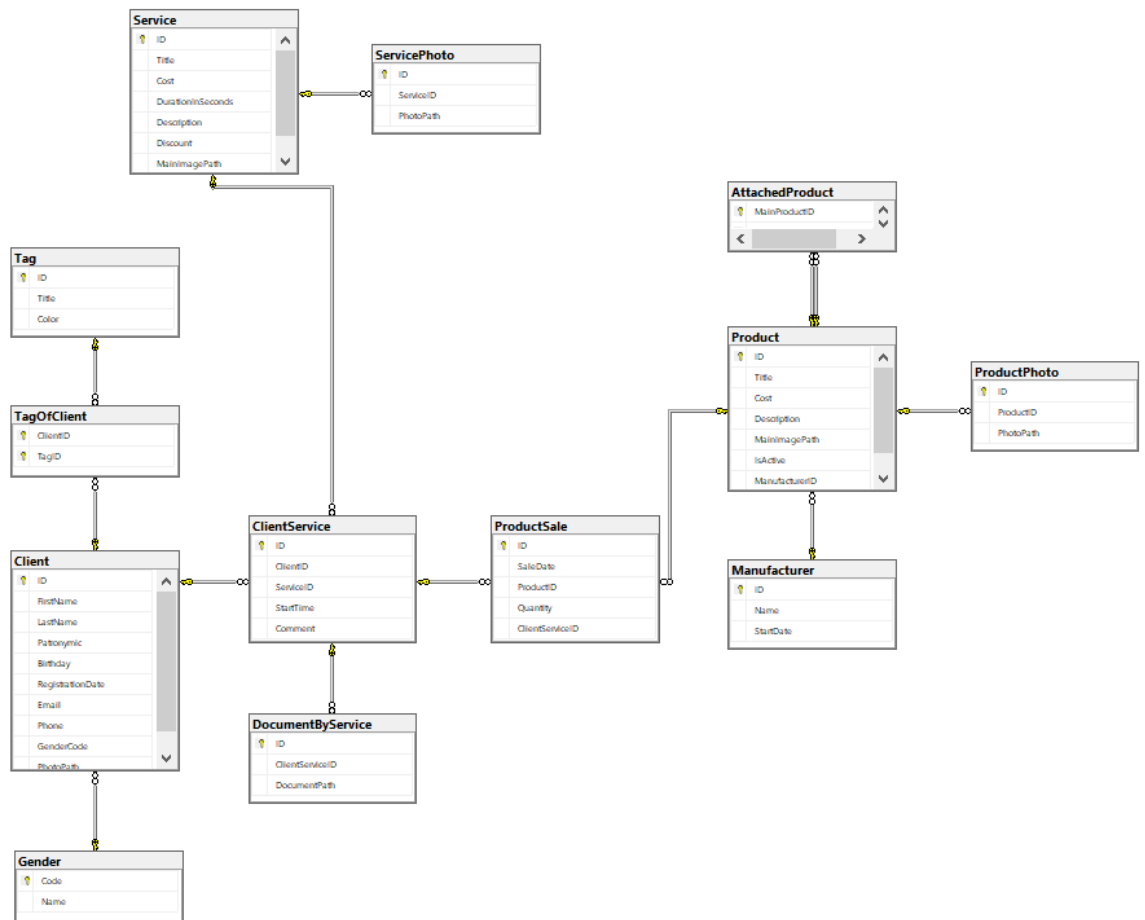 Service
ID
Title
Cost
DurationInSeconds
Description
Discount
MainImagePath
ServicePhoto
ID
ServiceID
PhotoPath
AttachedProduct
MainProductID
Tag
ID
Title
Color
Product
ID
Title
Cost
Description
MainImagePath
IsActive
ManufacturerID
ProductPhoto
ID
ProductID
PhotoPath
TagOfClient
ClientID
TagID
Client
ID
FirstName
LastName
Patronymic
Birthday
RegistrationDate
Email
Phone
GenderCode
PhotoPath
ClientService
ID
ClientID
ServiceID
StartTime
Comment
ProductSale
ID
SaleDate
ProductID
Quantity
ClientServiceID
Manufacturer
ID
Name
StartDate
DocumentByService
ID
ClientServiceID
DocumentPath
Gender
Code
Name